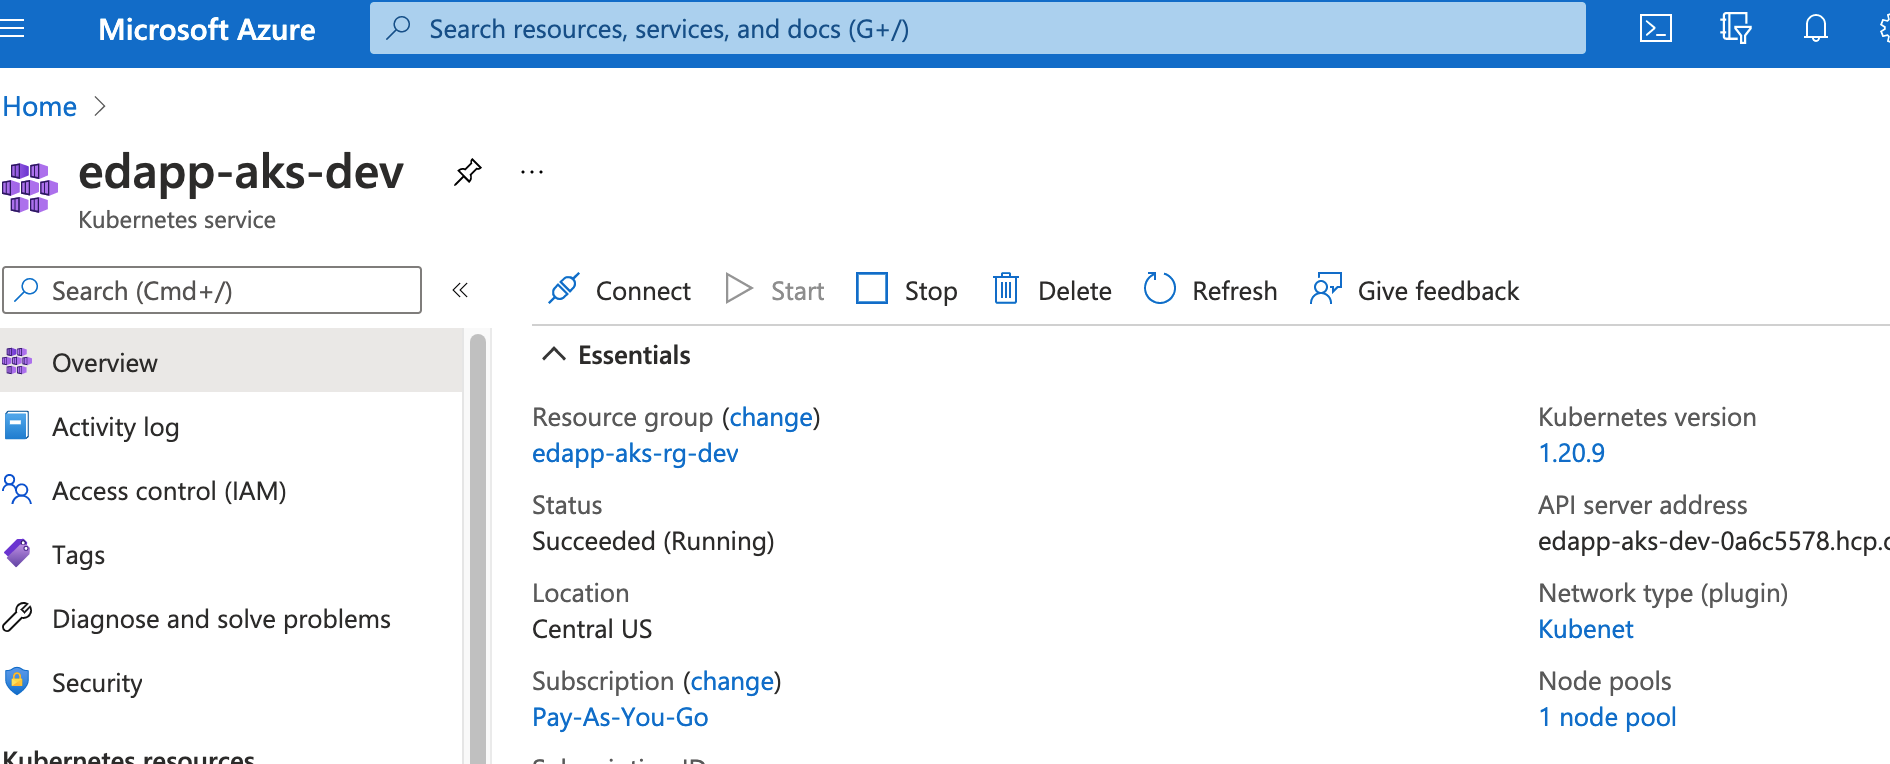 Microsoft Azure
Search resources, services, and docs (G+/)
Home
edapp-aks-dev
...
Kubernetes service
Search (Cmd+/)
«
Connect
Start
Stop
Delete
Refresh
Give feedback
Overview
Activity log
Access control (IAM)
Tags
Diagnose and solve problems
Security
Kubernetes resources
Essentials
Resource group (change)
edapp-aks-rg-dev
Status
Succeeded (Running)
Location
Central US
Subscription (change)
Pay-As-You-Go
Subscription ID
Kubernetes version
1.20.9
API server address
edapp-aks-dev-0a6c5578.hcp.c
Network type (plugin)
Kubenet
Node pools
1 node pool